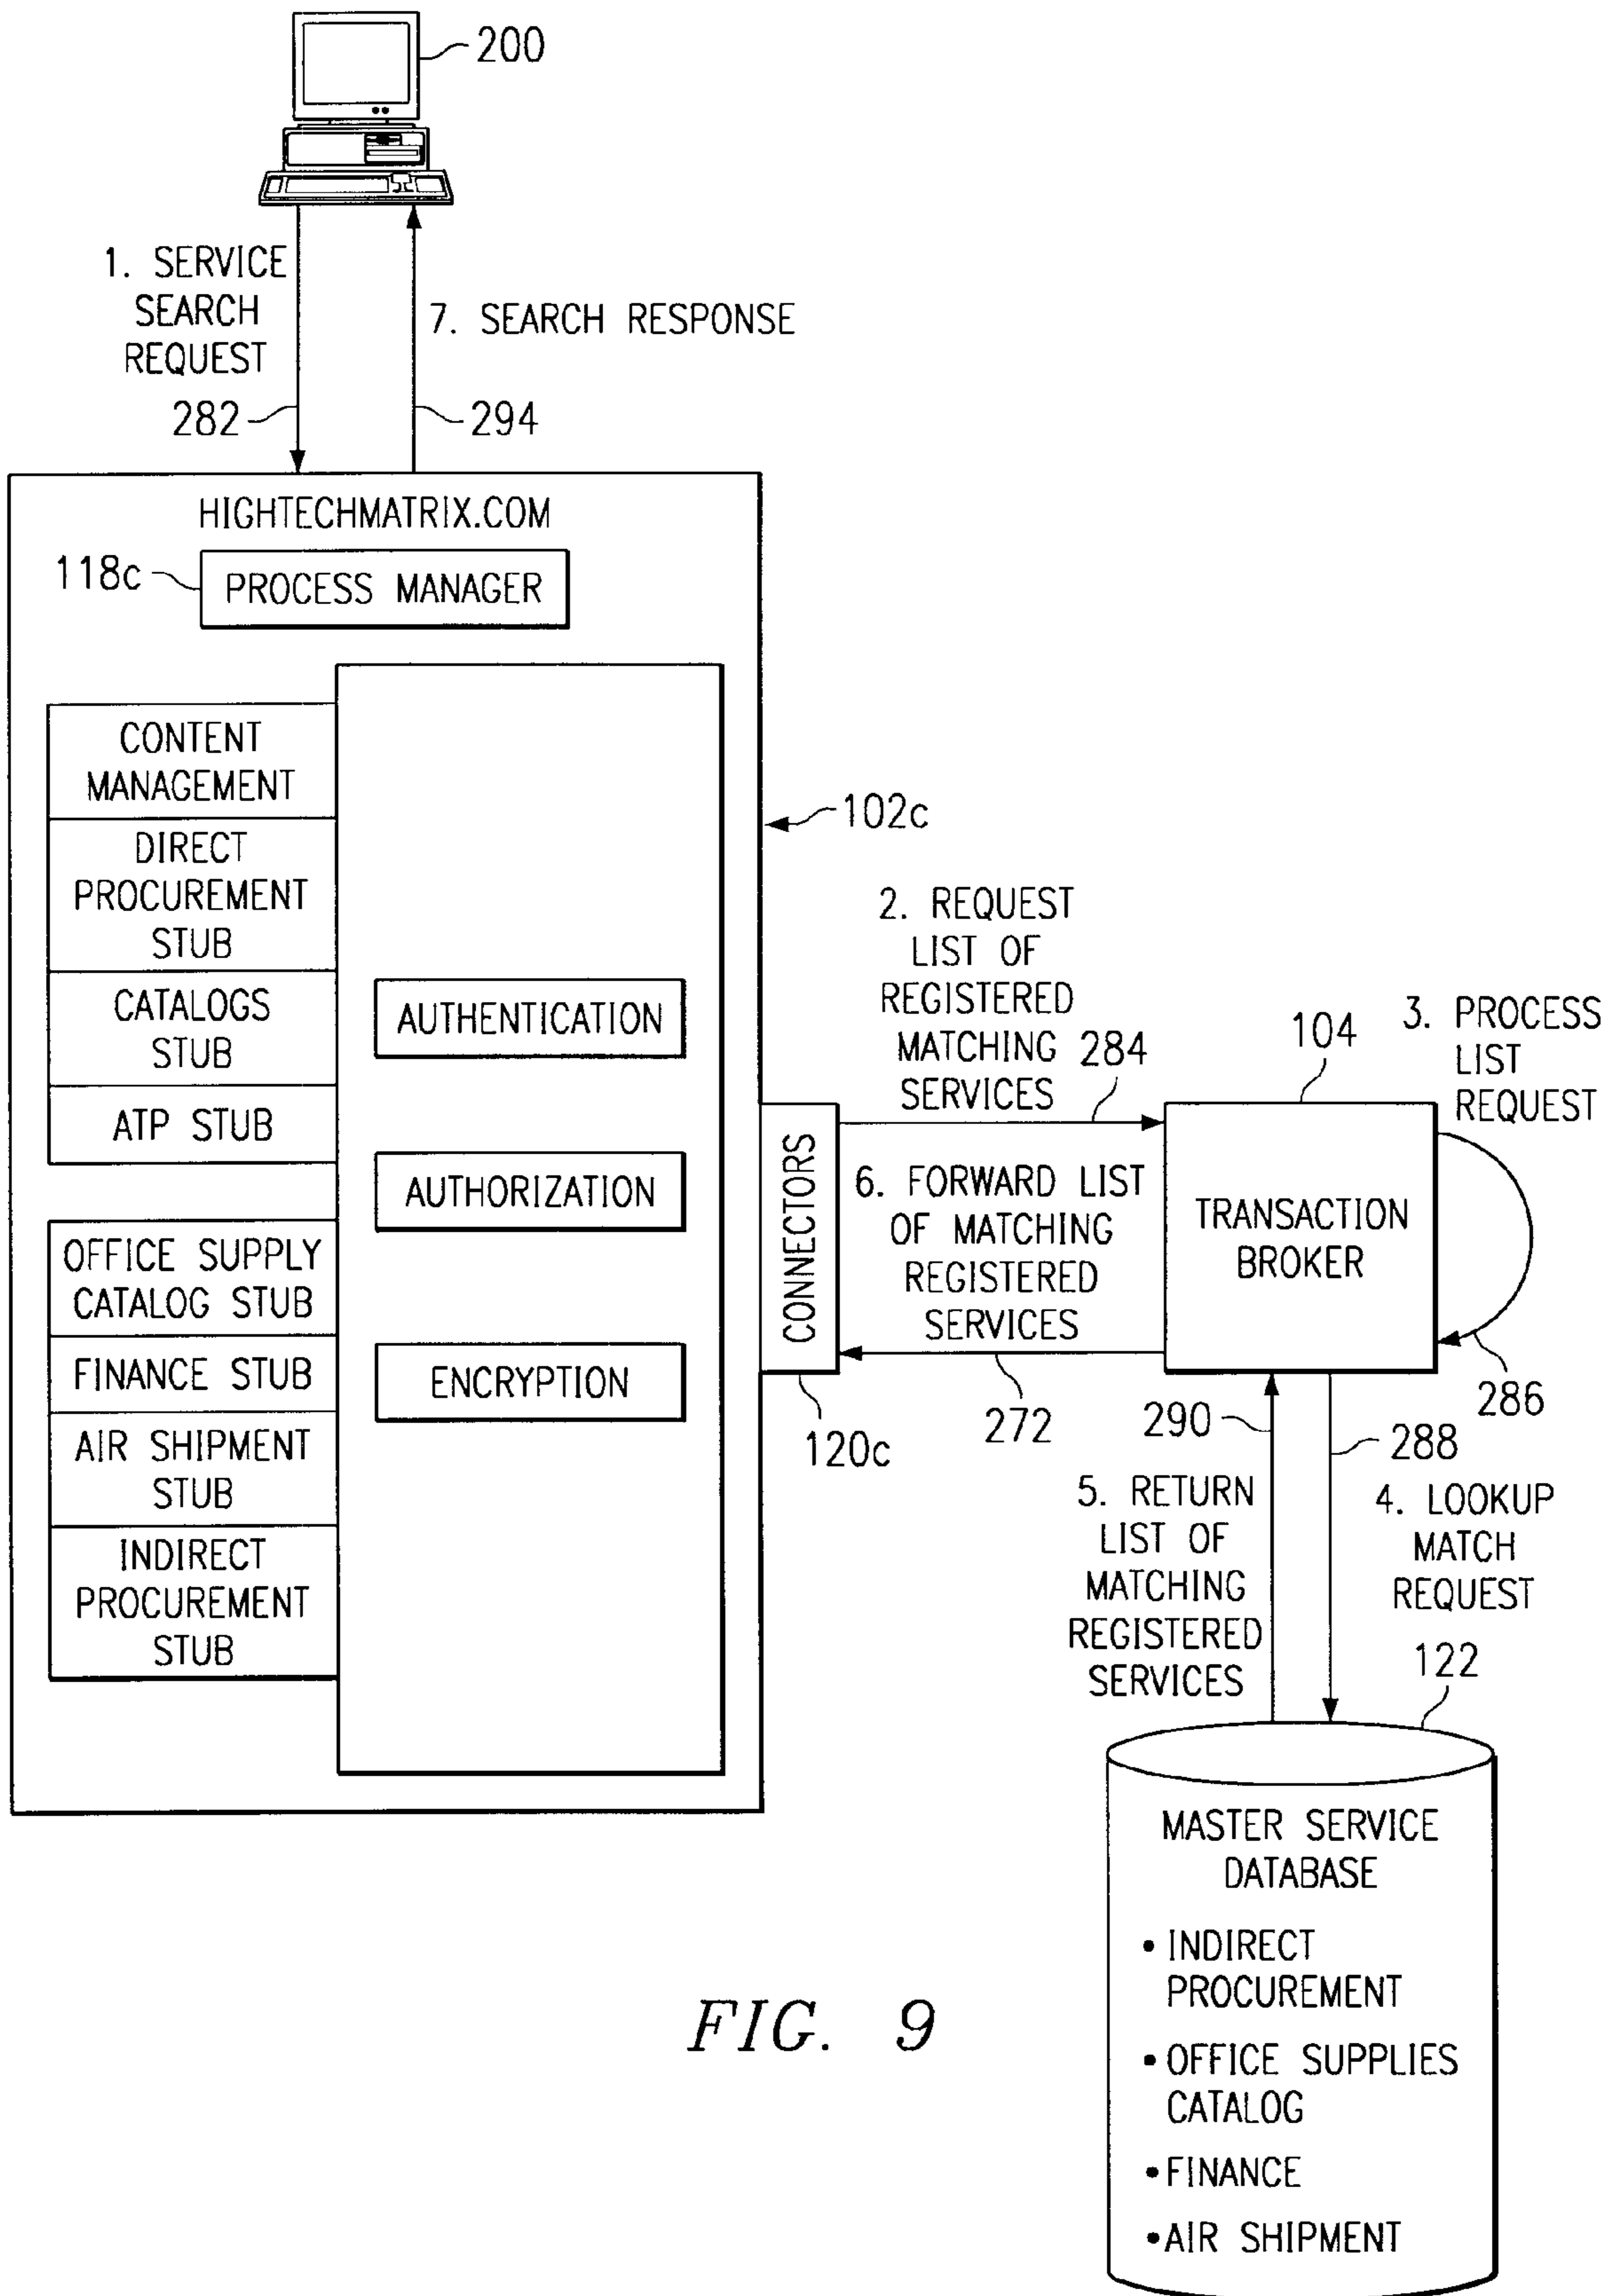 200
1. SERVICE
SEARCH
REQUEST
7. SEARCH RESPONSE
282
294
HIGHTECHMATRIX.COM
118c
PROCESS MANAGER
CONTENT
MANAGEMENT
DIRECT
PROCUREMENT
STUB
CATALOGS
STUB
ATP STUB
OFFICE SUPPLY
CATALOG STUB
FINANCE STUB
AIR SHIPMENT
STUB
INDIRECT
PROCUREMENT
STUB
AUTHENTICATION
AUTHORIZATION
ENCRYPTION
102c
CONNECTORS
120c
2. REQUEST
LIST OF
REGISTERED
MATCHING
SERVICES
284
6. FORWARD LIST
OF MATCHING
REGISTERED
SERVICES
272
104
TRANSACTION
BROKER
3. PROCESS
LIST
REQUEST
286
290
288
5. RETURN
LIST OF
MATCHING
REGISTERED
SERVICES
4. LOOKUP
MATCH
REQUEST
122
MASTER SERVICE
DATABASE
• INDIRECT
PROCUREMENT
• OFFICE SUPPLIES
CATALOG
• FINANCE
• AIR SHIPMENT
FIG. 9